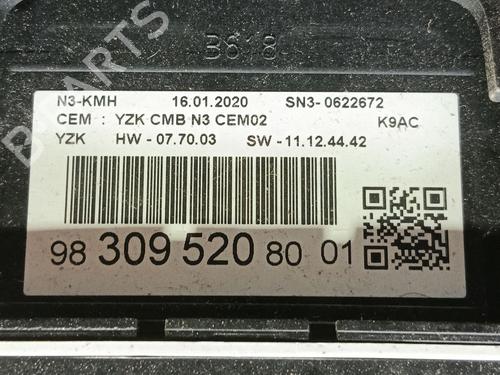 B618
N3-KMH 16.01.2020 SN3- 0622672
CEM : YZK CMB N3 CEM02 K9AC
YZK HW - 07.70.03 SW - 11.12.44.42
98 309 520 80 01
B PARTS